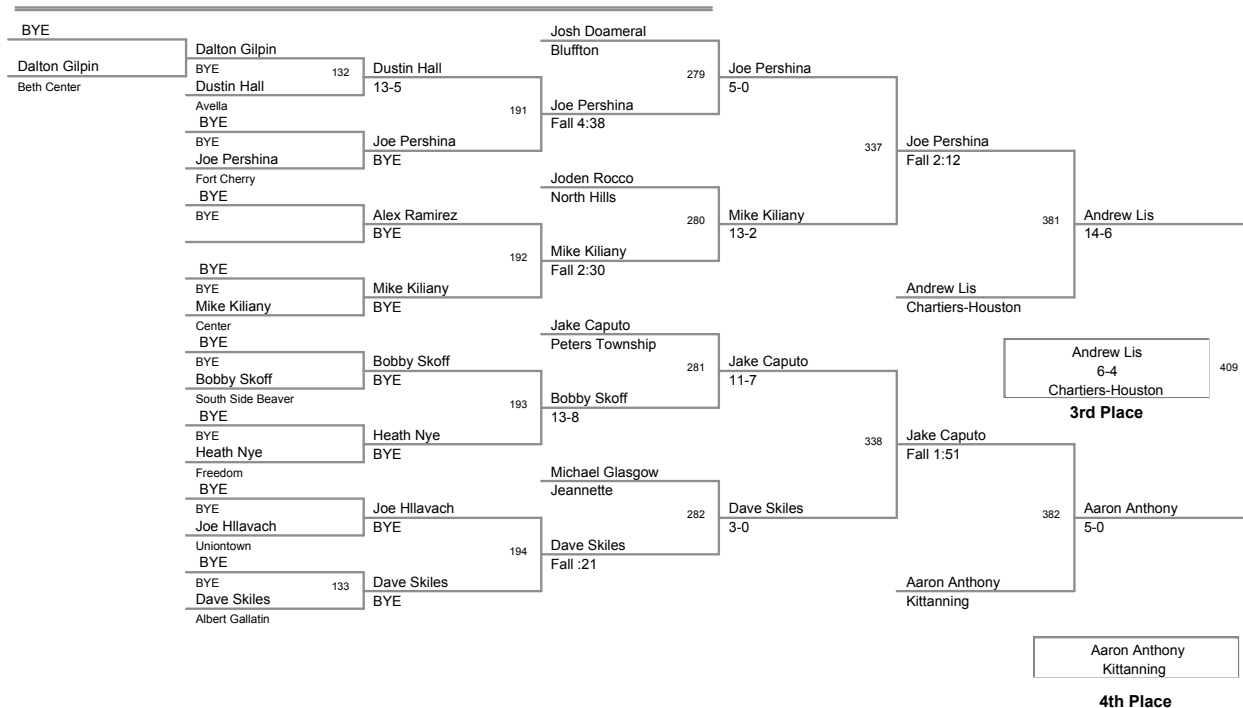 BYE
Dalton Gilpin
Beth Center
Dalton Gilpin
BYE
132
Dustin Hall
Avella
BYE
BYE
Joe Pershina
Fort Cherry
BYE
BYE
BYE
BYE
Mike Kiliany
Center
BYE
BYE
Bobby Skoff
South Side Beaver
BYE
BYE
Heath Nye
Freedom
BYE
BYE
Joe Hllavach
Uniontown
BYE
BYE
133
Dave Skiles
Albert Gallatin
Dustin Hall
13-5
191
Joe Pershina
BYE
Alex Ramirez
BYE
192
Mike Kiliany
BYE
Bobby Skoff
BYE
193
Heath Nye
BYE
Joe Hllavach
BYE
194
Dave Skiles
BYE
Josh Doameral
Bluffton
279
Joe Pershina
Fall 4:38
Joden Rocco
North Hills
280
Mike Kiliany
Fall 2:30
Jake Caputo
Peters Township
281
Bobby Skoff
13-8
Michael Glasgow
Jeannette
282
Dave Skiles
Fall :21
Joe Pershina
5-0
337
Mike Kiliany
13-2
Jake Caputo
11-7
338
Dave Skiles
3-0
Joe Pershina
Fall 2:12
381
Andrew Lis
Chartiers-Houston
Jake Caputo
Fall 1:51
382
Aaron Anthony
Kittanning
Andrew Lis
14-6
Andrew Lis
6-4
Chartiers-Houston
409
3rd Place
Aaron Anthony
5-0
Aaron Anthony
Kittanning
4th Place